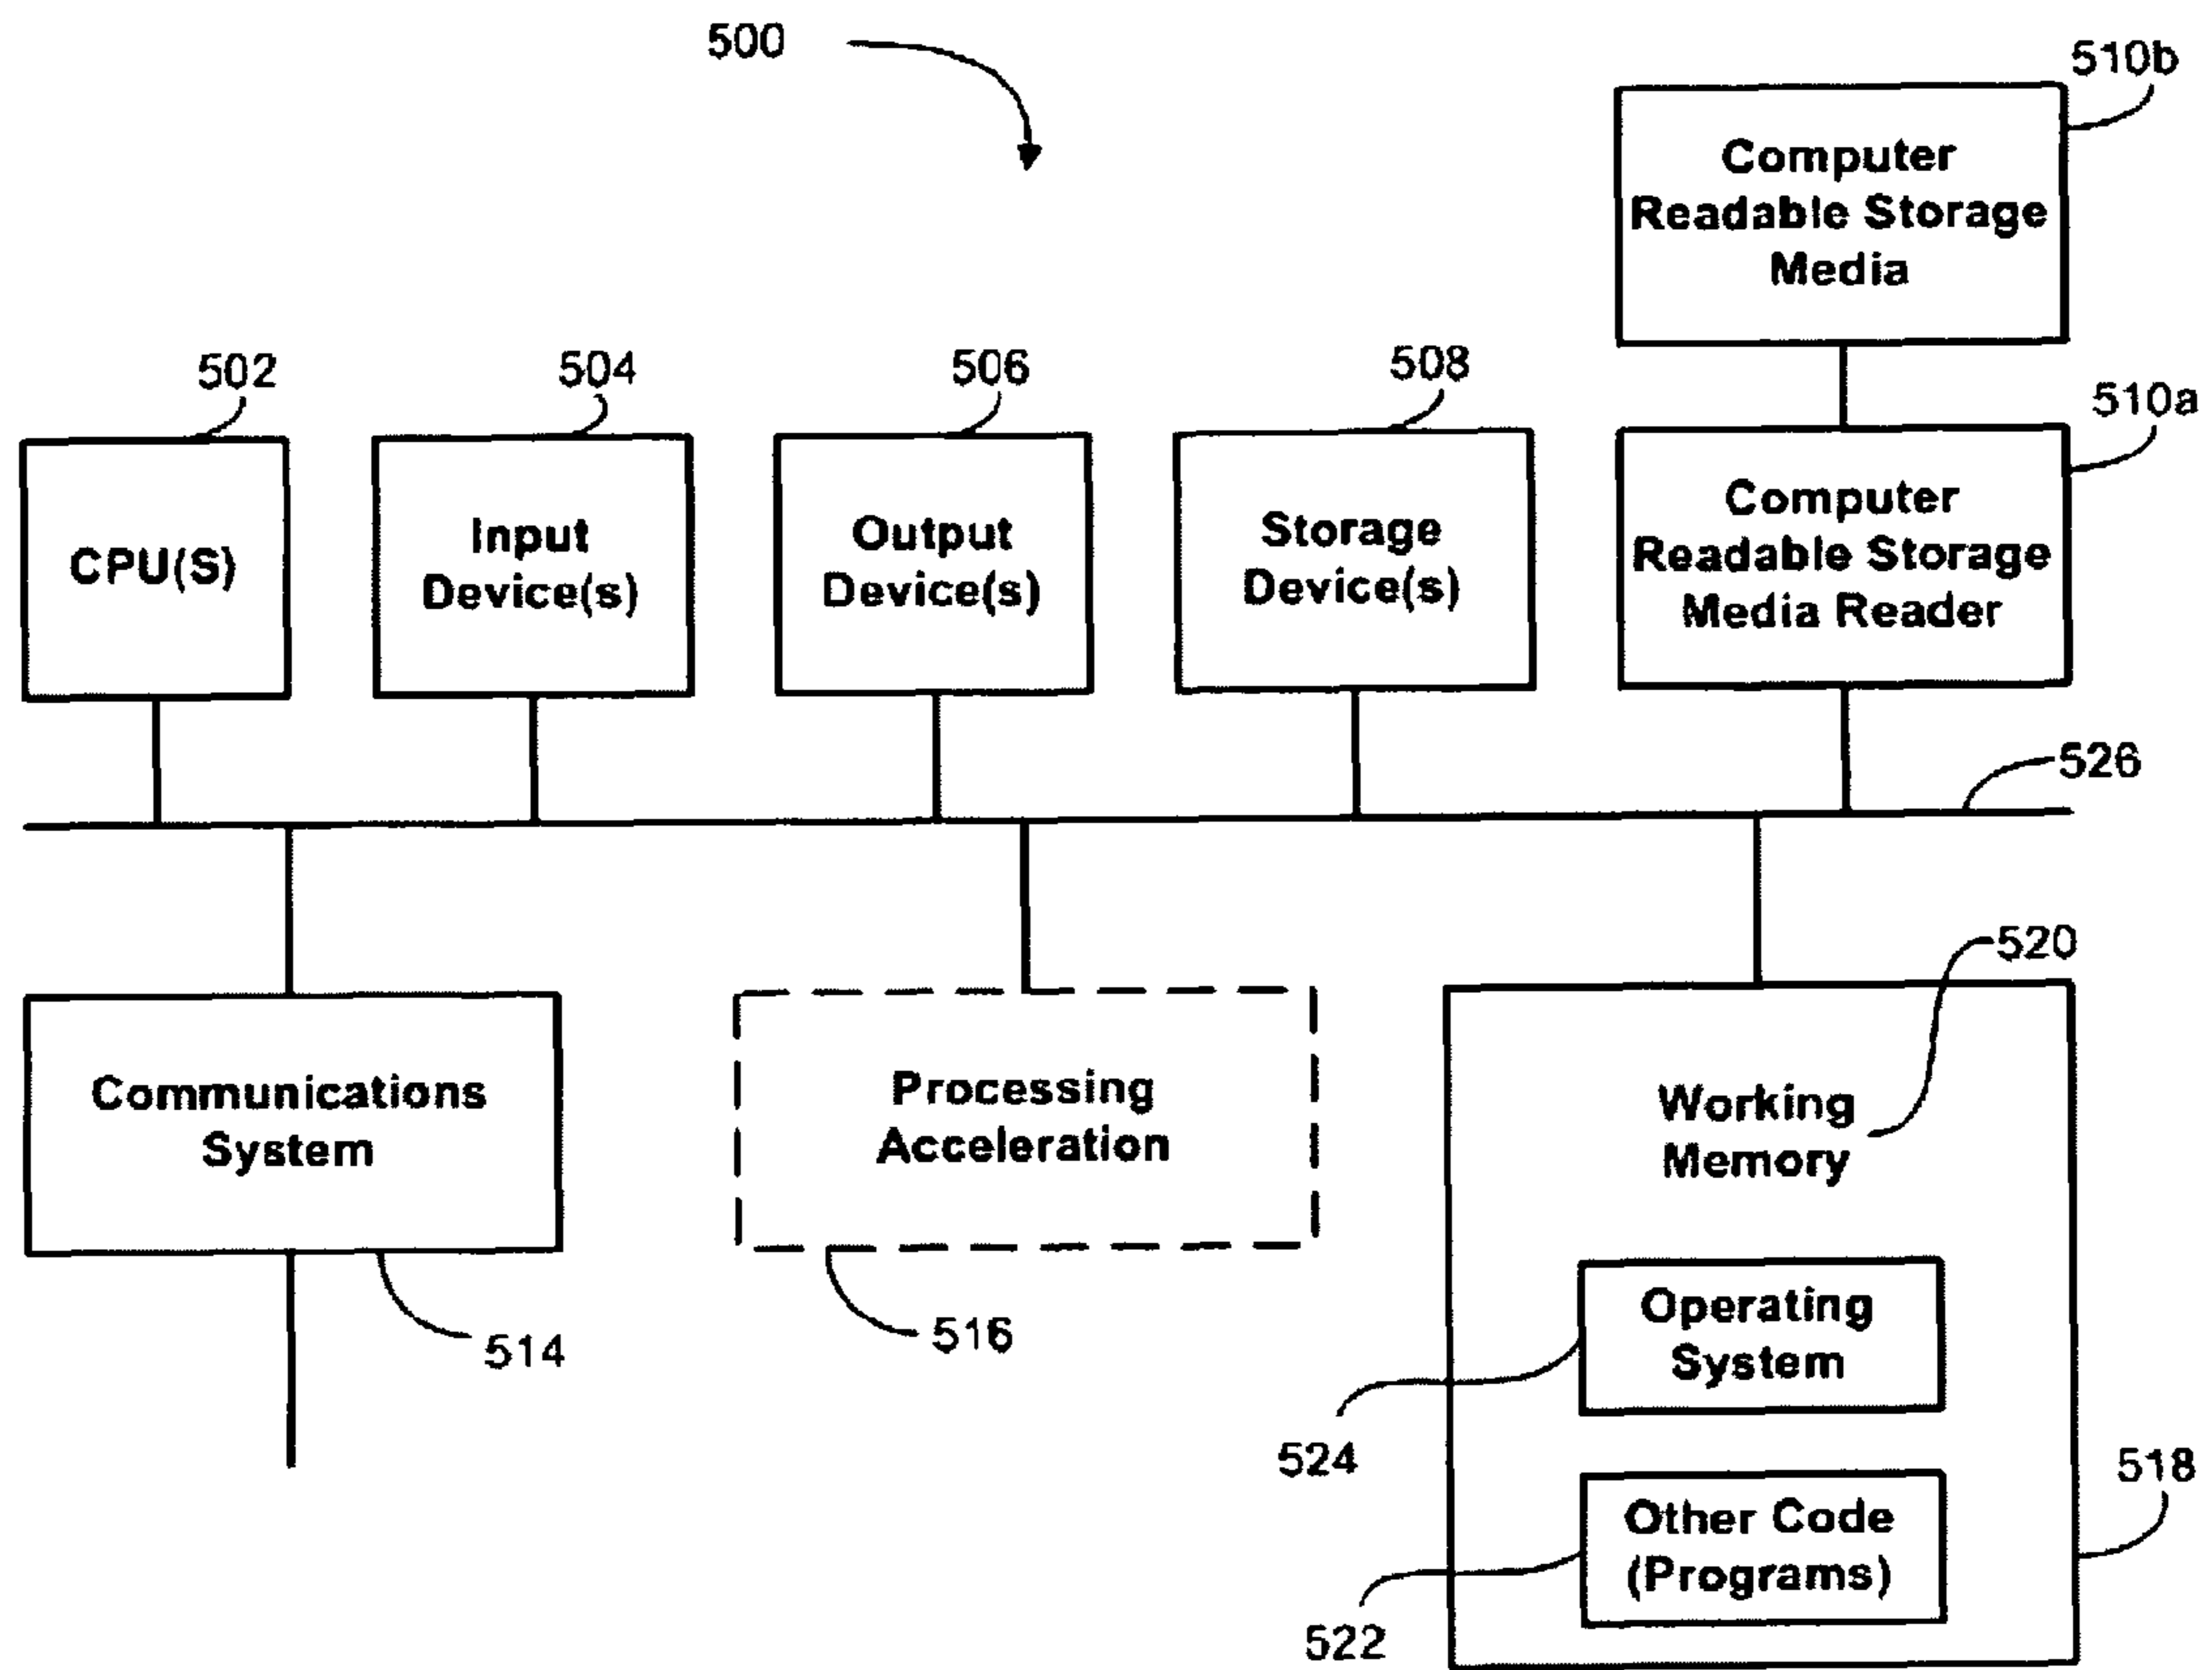 500
510b
Computer
Readable Storage
Media
502
504
506
508
510a
CPU(S)
Input
Device(s)
Output
Device(s)
Storage
Device(s)
Computer
Readable Storage
Media Reader
526
520
Communications
System
Processing
Acceleration
Working
Memory
514
516
Operating
System
524
518
Other Code
(Programs)
522